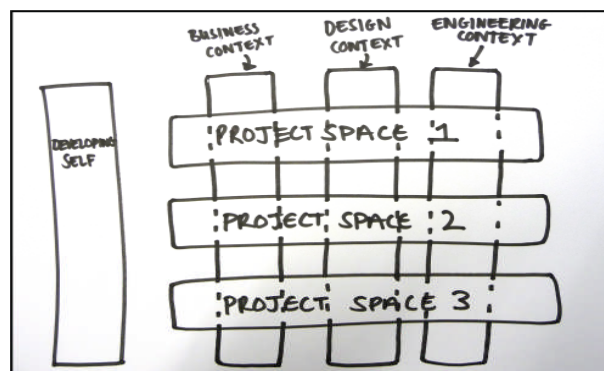 BUSINESS
CONTEXT
DESIGN
CONTEXT
ENGINEERING
CONTEXT
DEVELOPING
SELF
PROJECT SPACE 1
PROJECT SPACE 2
PROJECT SPACE 3